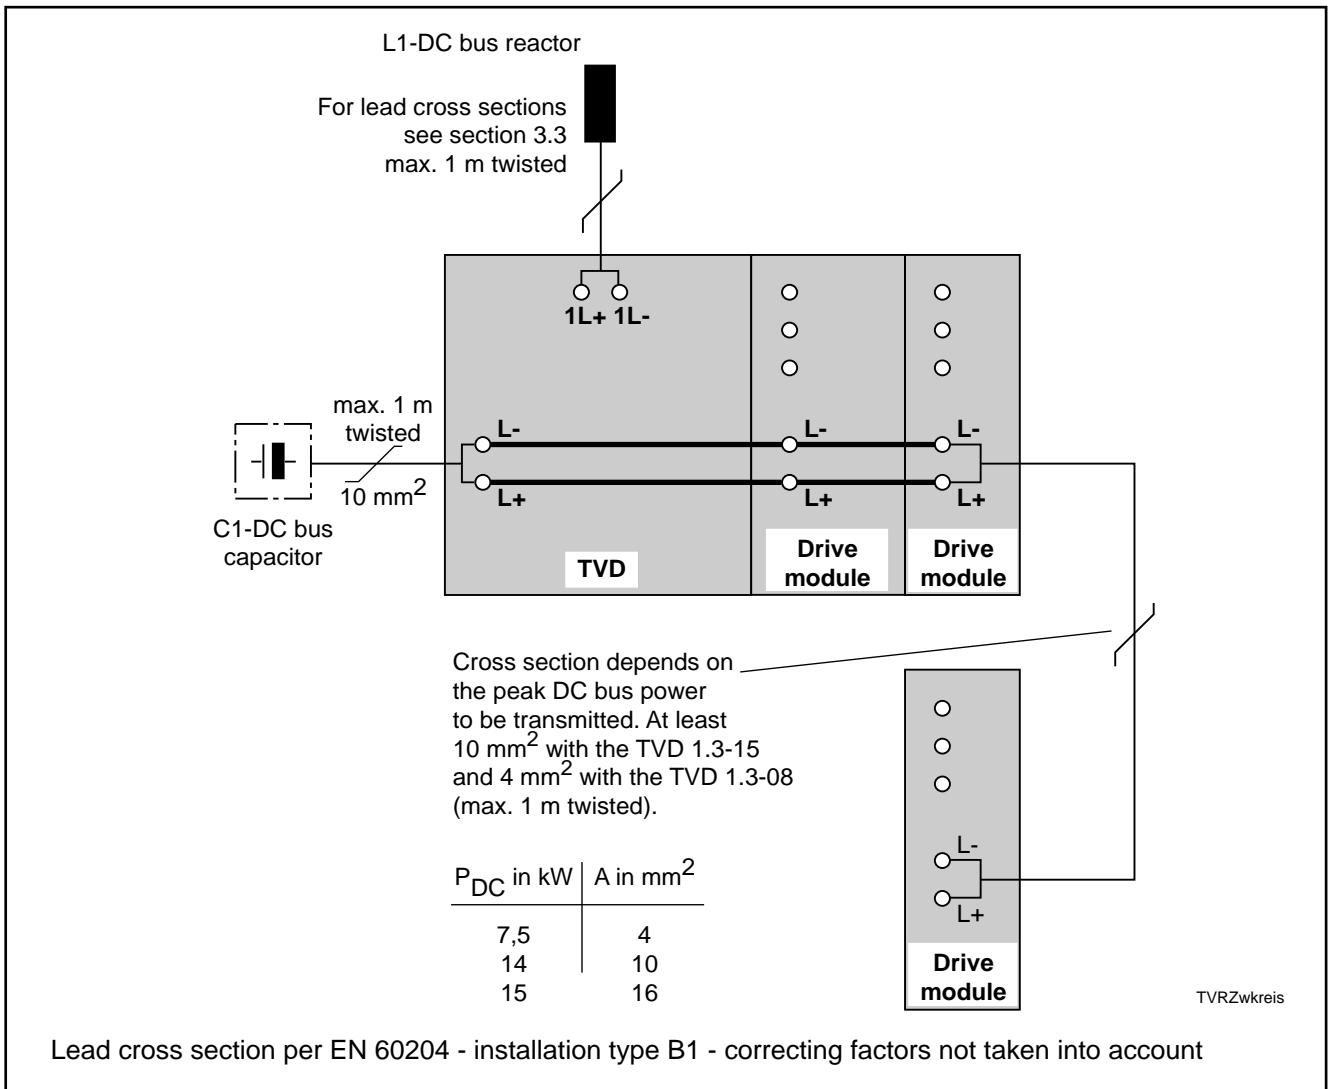 L1-DC bus reactor
For lead cross sections
see section 3.3
max. 1 m twisted
1L+ 1L-
max. 1 m
twisted
10 mm2
C1-DC bus
capacitor
L-
L+
L-
L+
L-
L+
TVD
Drive
module
Drive
module
Cross section depends on
the peak DC bus power
to be transmitted. At least
10 mm2 with the TVD 1.3-15
and 4 mm2 with the TVD 1.3-08
(max. 1 m twisted).
PDC in kW A in mm2
7,5 4
14 10
15 16
L-
L+
Drive
module
TVRZwkreis
Lead cross section per EN 60204 - installation type B1 - correcting factors not taken into account